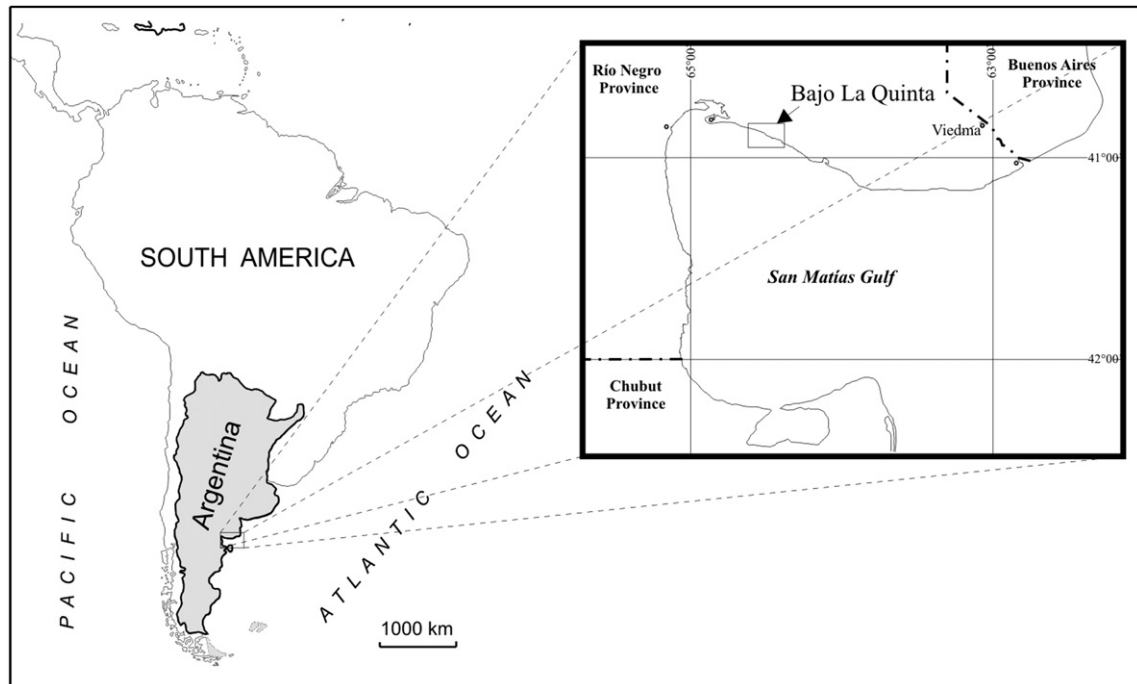 SOUTH AMERICA
PACIFIC OCEAN
ATLANTIC OCEAN
Argentina
1000 km
Río Negro
Province
65°00'
63°00'
Buenos Aires
Province
Bajo La Quinta
Viedma
41°00'
San Matías Gulf
42°00'
Chubut
Province